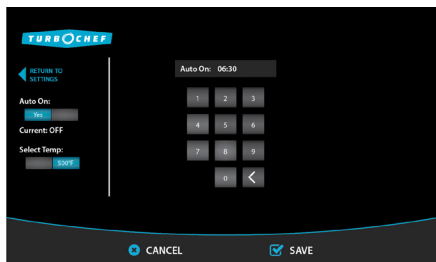 TURBOCHEF
RETURN TO
SETTINGS
Auto On:
Yes
Current: OFF
Select Temp:
500°F
Auto On: 06:30
1 2 3
4 5 6
7 8 9
0 <
CANCEL
SAVE